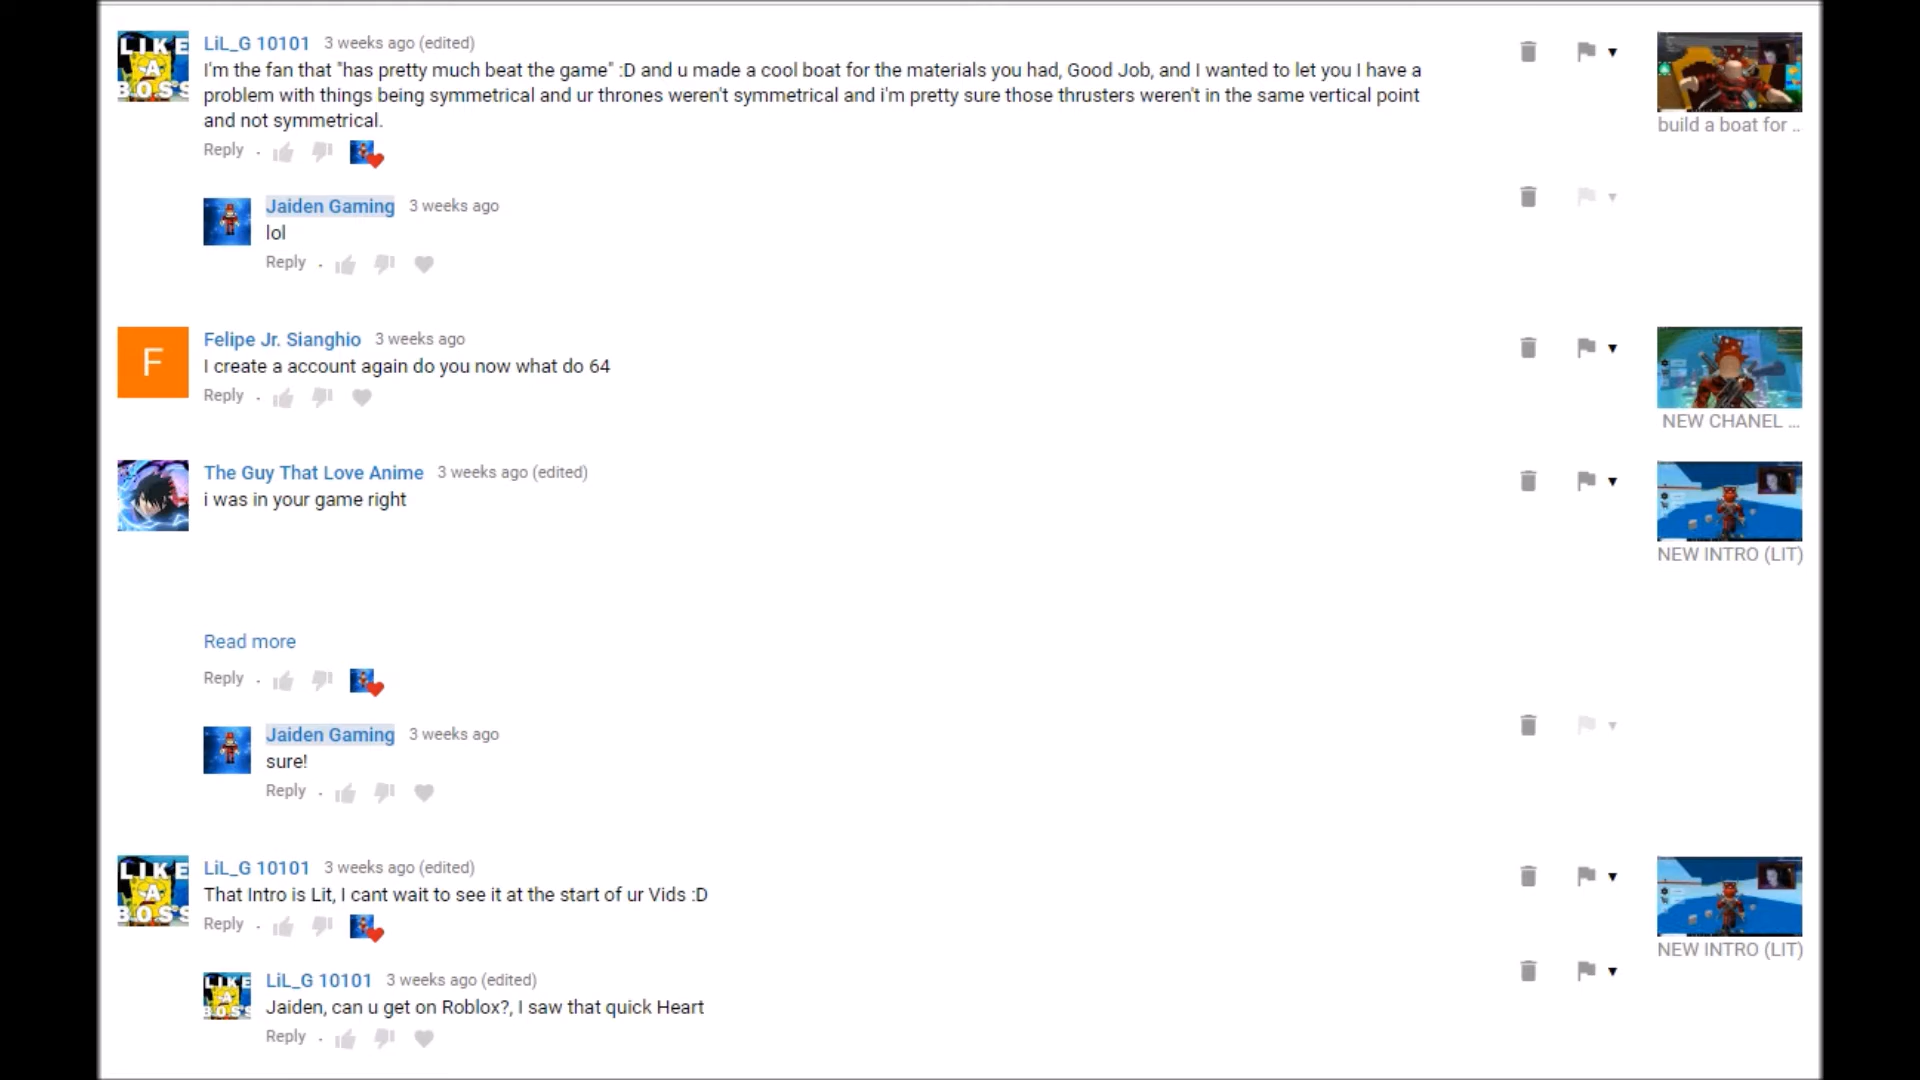 LIKE A BOSS
LiL_G 10101 3 weeks ago (edited)
I'm the fan that "has pretty much beat the game" :D and u made a cool boat for the materials you had, Good Job, and I wanted to let you I have a
problem with things being symmetrical and ur thrones weren't symmetrical and i'm pretty sure those thrusters weren't in the same vertical point
and not symmetrical.
Reply .
build a boat for ..
Jaiden Gaming 3 weeks ago
lol
Reply .
F
Felipe Jr. Sianghio 3 weeks ago
I create a account again do you now what do 64
Reply .
NEW CHANEL ...
The Guy That Love Anime 3 weeks ago (edited)
i was in your game right
NEW INTRO (LIT)
Read more
Reply .
Jaiden Gaming 3 weeks ago
sure!
Reply .
LIKE A BOSS
LiL_G 10101 3 weeks ago (edited)
That Intro is Lit, I cant wait to see it at the start of ur Vids :D
Reply .
NEW INTRO (LIT)
LIKE A BOSS
LiL_G 10101 3 weeks ago (edited)
Jaiden, can u get on Roblox?, I saw that quick Heart
Reply .